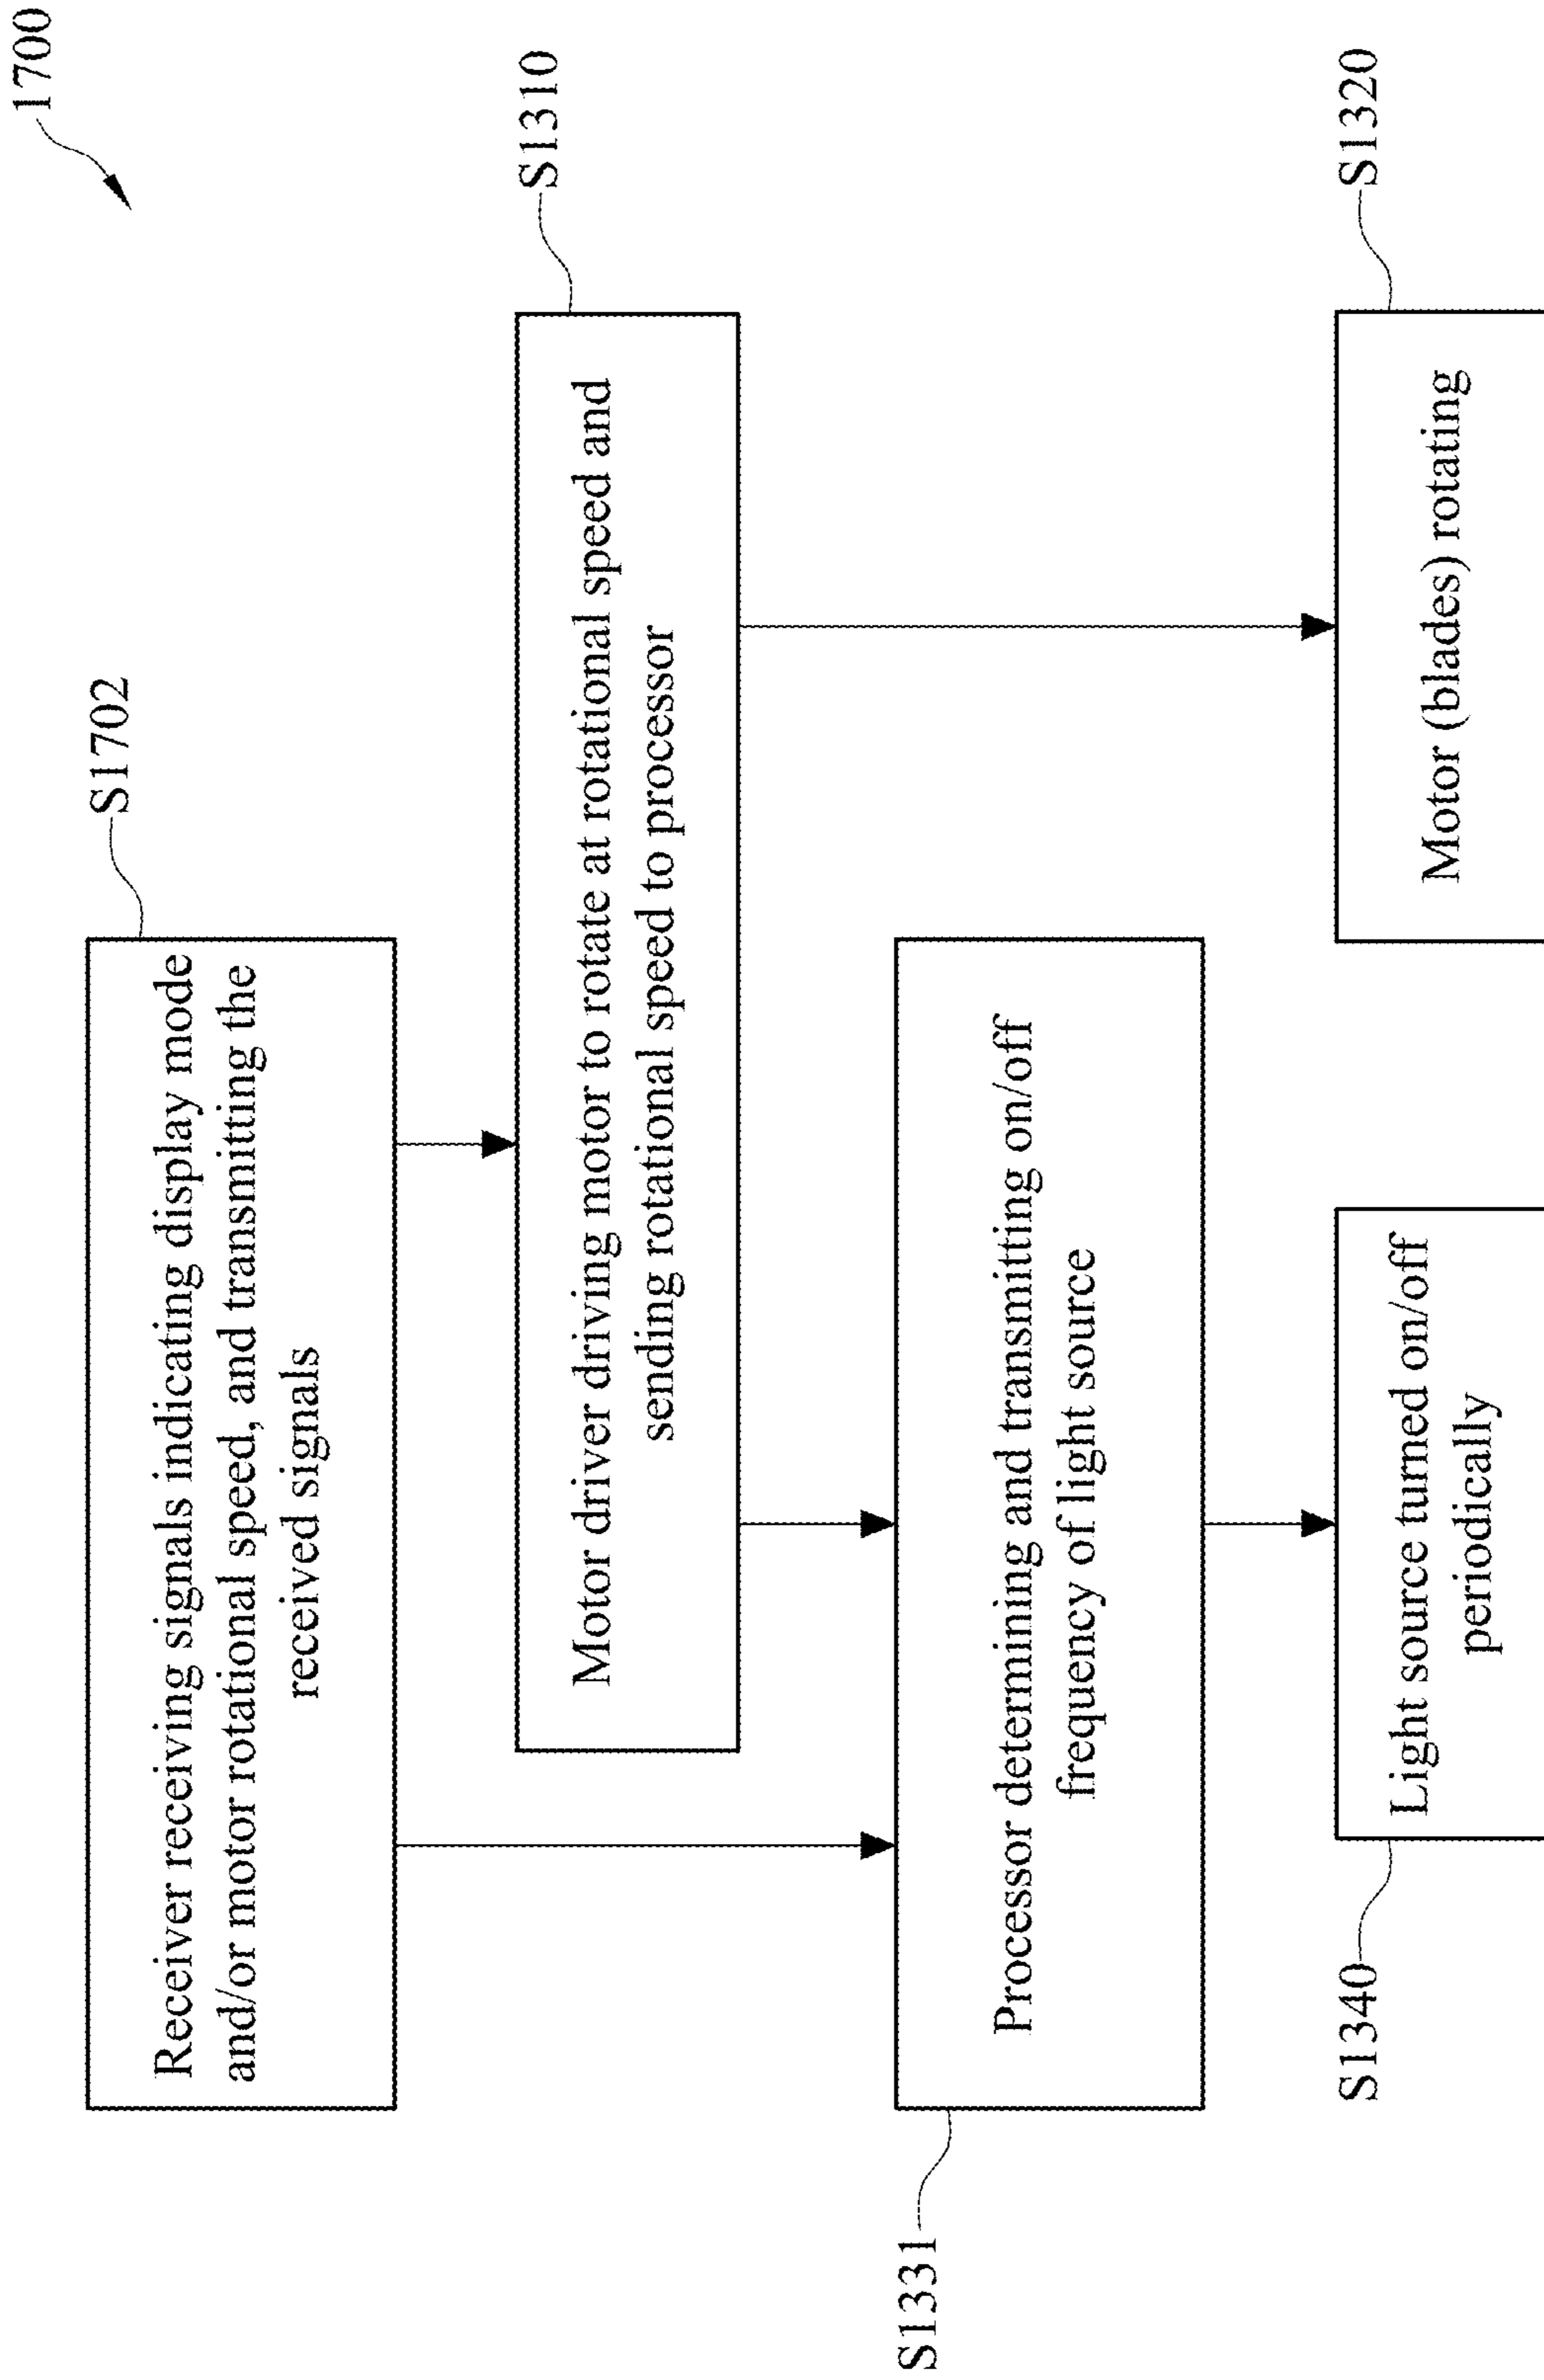 1700
S1702
Receiver receiving signals indicating display mode
and/or motor rotational speed, and transmitting the
received signals
S1310
Motor driver driving motor to rotate at rotational speed and
sending rotational speed to processor
S1331
Processor determining and transmitting on/off
frequency of light source
S1340
Light source turned on/off
periodically
S1320
Motor (blades) rotating